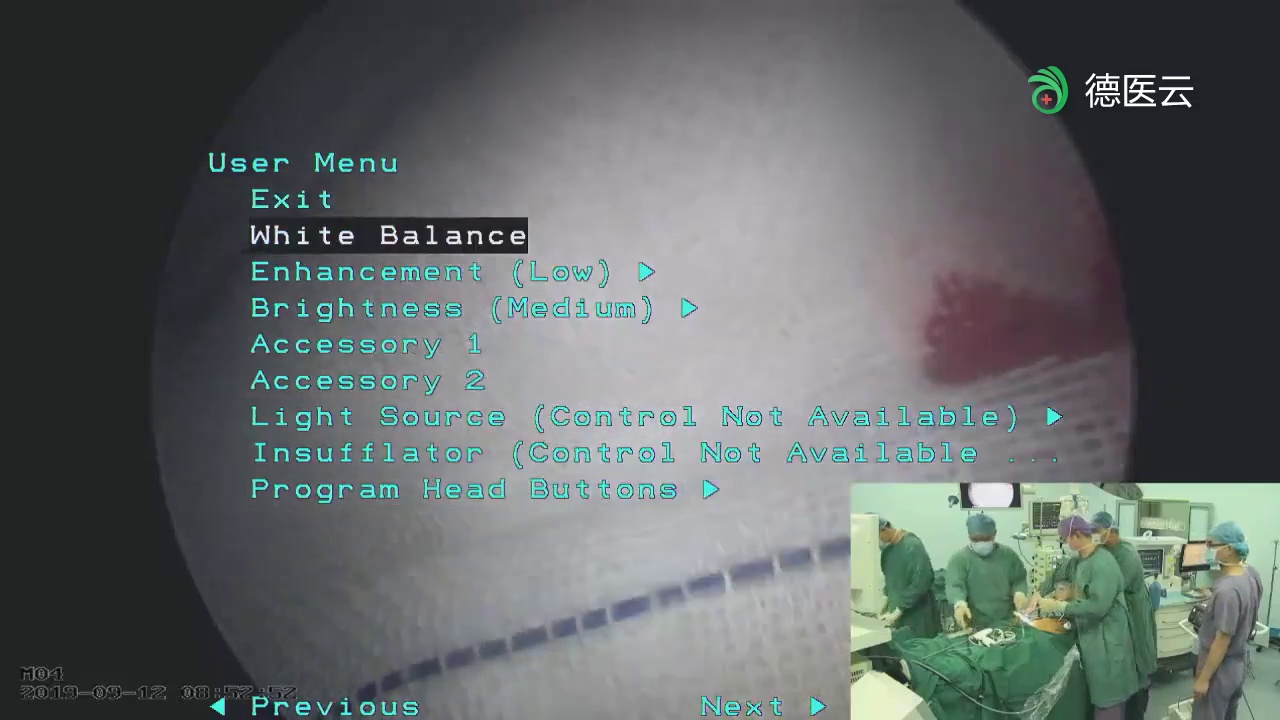 德医云
User Menu
Exit
White Balance
Enhancement (Low) ▶
Brightness (Medium) ▶
Accessory 1
Accessory 2
Light Source (Control Not Available) ▶
Insufflator (Control Not Available ...
Program Head Buttons ▶
M04
2019-09-12 08:52:52
◀ Previous
Next ▶